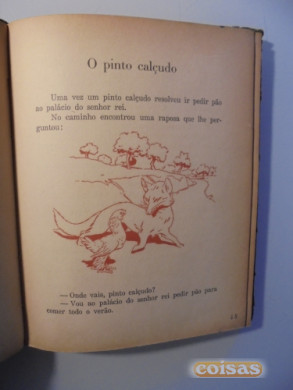 O pinto calçudo
Uma vez um pinto calçudo resolveu ir pedir pão
ao palácio do senhor rei.
No caminho encontrou uma raposa que lhe per-
guntou:
—Onde vais, pinto calçudo?
—Vou ao palácio do senhor rei pedir pão para
comer todo o verão.
coisas